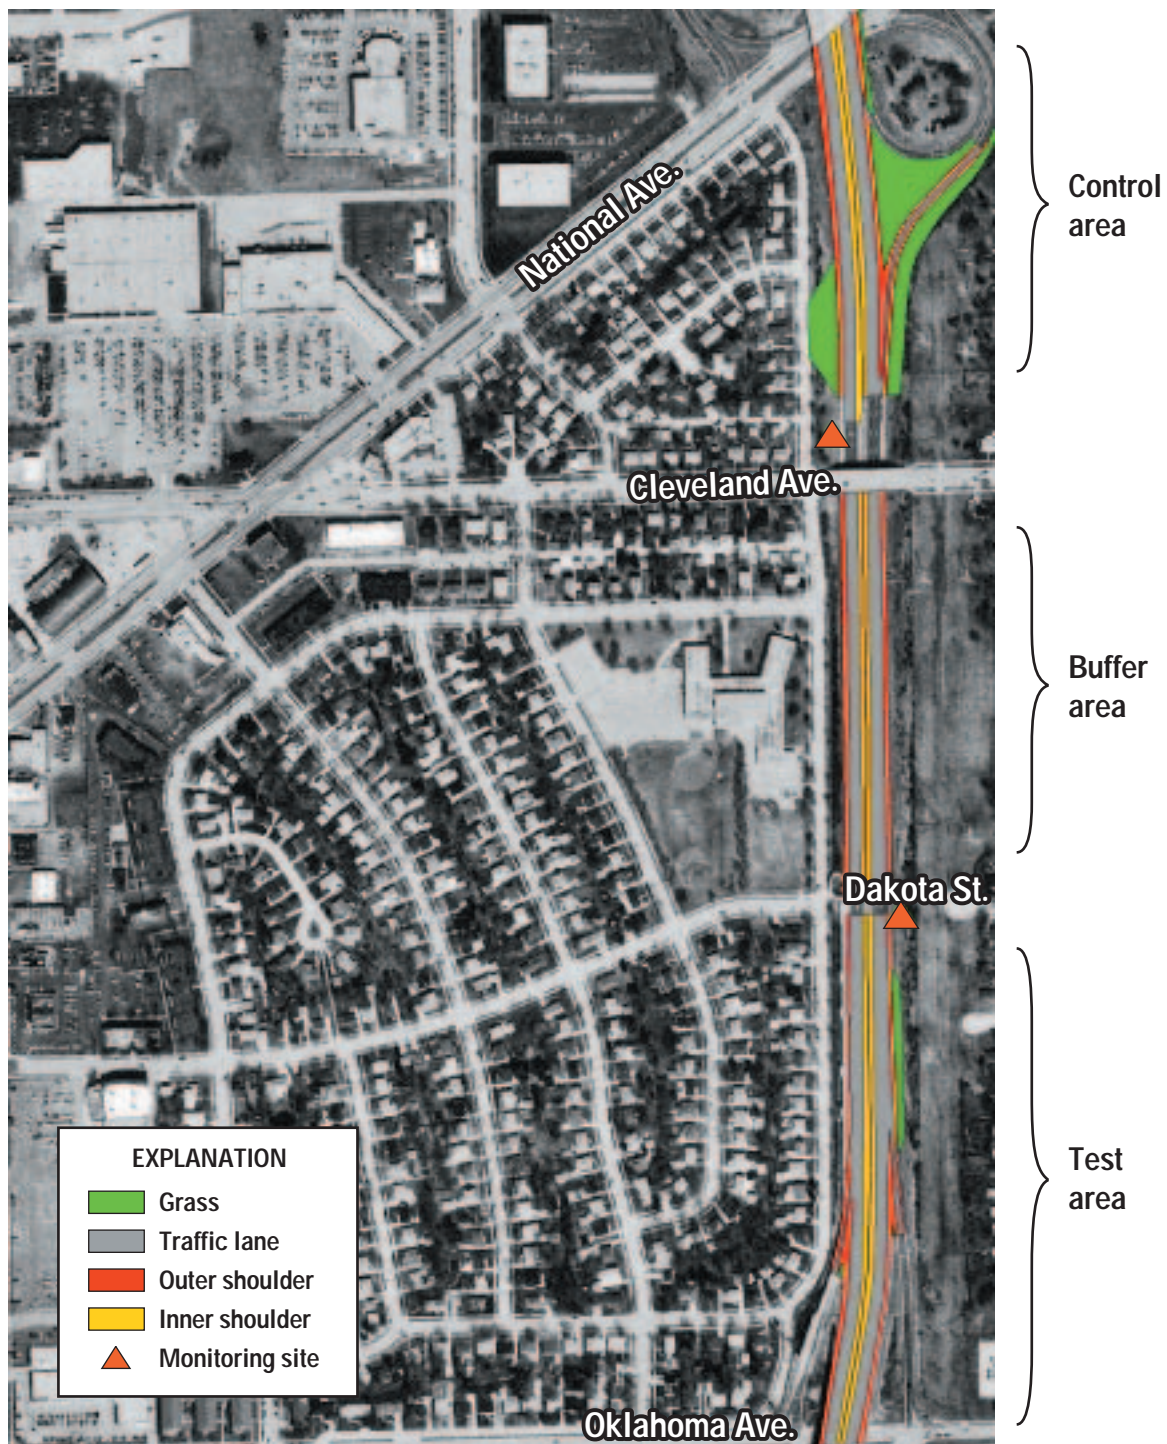 National Ave.
Control
area
Cleveland Ave.
Buffer
area
Dakota St.
Test
area
EXPLANATION
Grass
Traffic lane
Outer shoulder
Inner shoulder
Monitoring site
Oklahoma Ave.